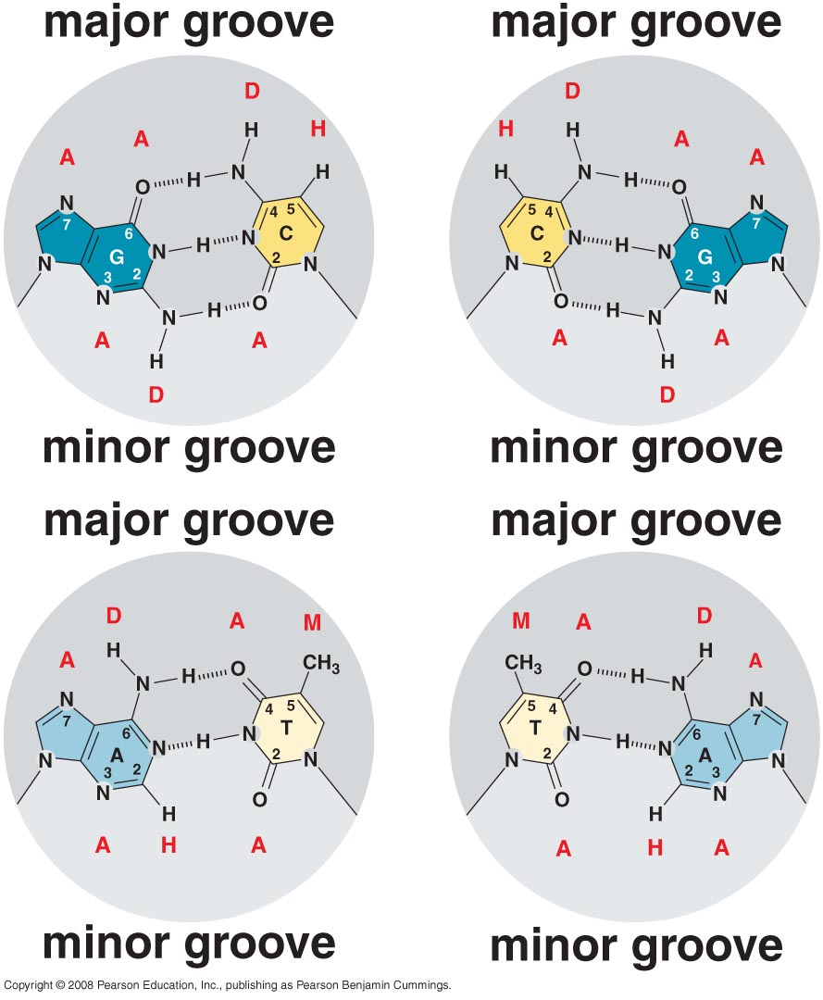 major groove
major groove
D
D
H
H
A
A
A
A
H
H
H
H
O
H
N
N
H
O
N
4
5
5
4
N
7
6
C
C
6
7
G
N
H
N
N
H
N
G
N
3
2
2
N
N
2
2
3
N
N
O
O
N
H
H
N
A
A
A
A
H
H
D
D
minor groove
minor groove
major groove
major groove
D
A
M
M
A
D
A
A
H
H
CH3
CH3
O
H
N
H
O
H
N
N
4
5
5
4
N
7
6
T
T
6
7
A
N
H
N
N
H
N
A
N
3
2
2
N
N
2
2
3
N
N
O
H
O
H
N
A
H
A
A
H
A
minor groove
minor groove
Copyright © 2008 Pearson Education, Inc., publishing as Pearson Benjamin Cummings.